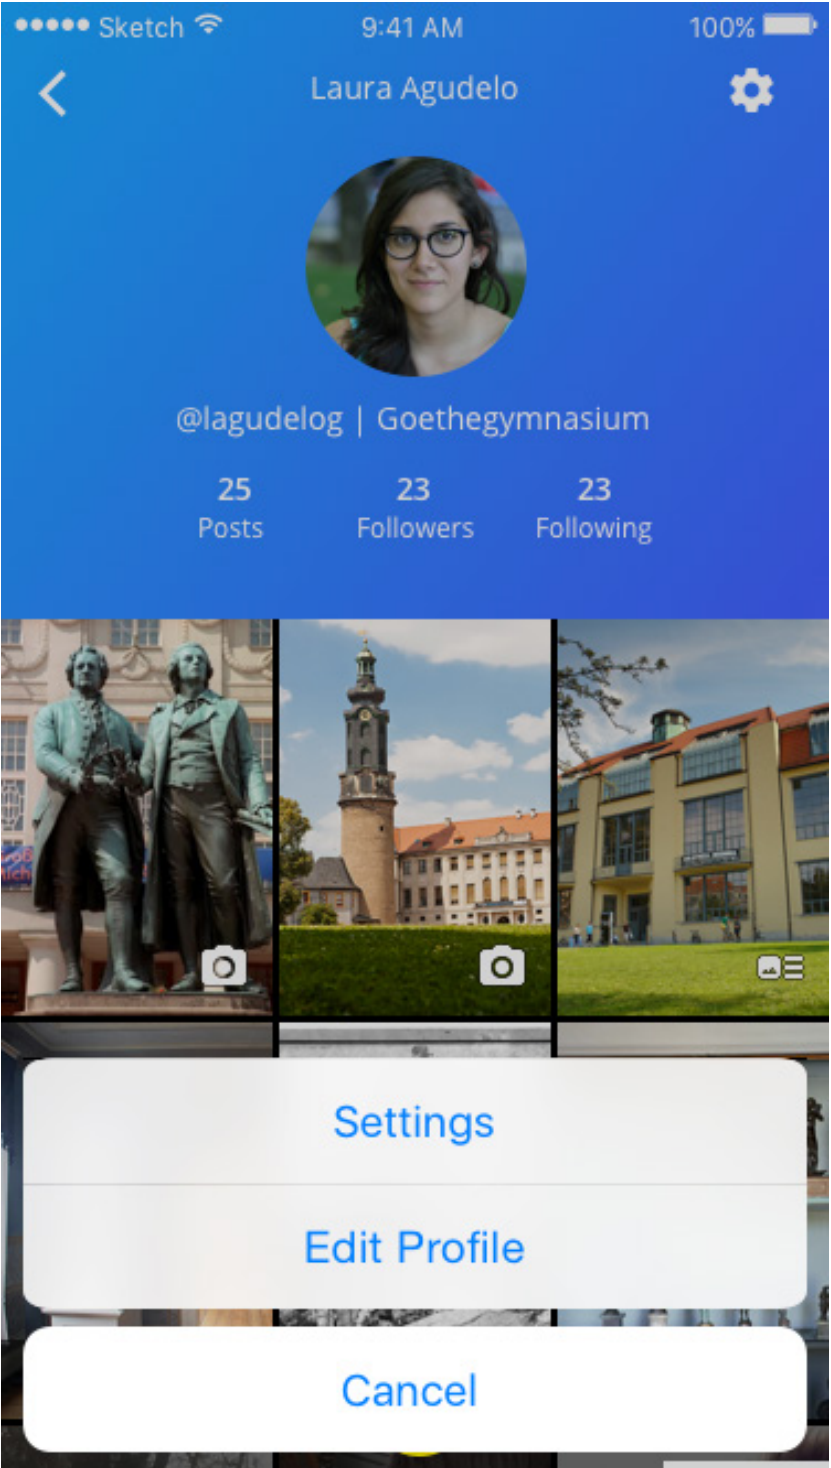 Sketch 9:41 AM 100%
Laura Agudelo
@lagudelog | Goethegymnasium
25 23 23
Posts Followers Following
Settings
Edit Profile
Cancel